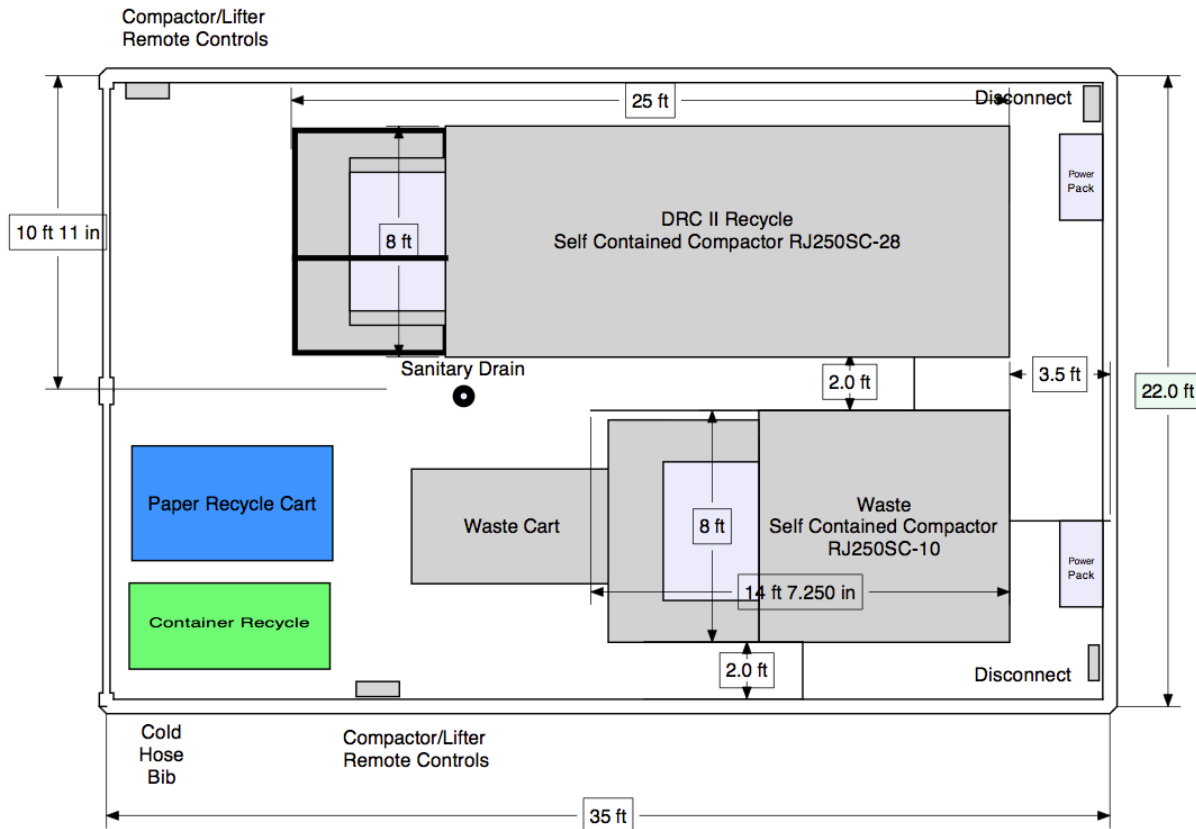 Compactor/Lifter
Remote Controls
25 ft
Disconnect
Power
Pack
10 ft 11 in
8 ft
DRC II Recycle
Self Contained Compactor RJ250SC-28
Sanitary Drain
2.0 ft
3.5 ft
22.0 ft
Paper Recycle Cart
Waste Cart
8 ft
Waste
Self Contained Compactor
RJ250SC-10
Power
Pack
14 ft 7.250 in
Container Recycle
2.0 ft
Disconnect
Cold
Hose
Bib
Compactor/Lifter
Remote Controls
35 ft